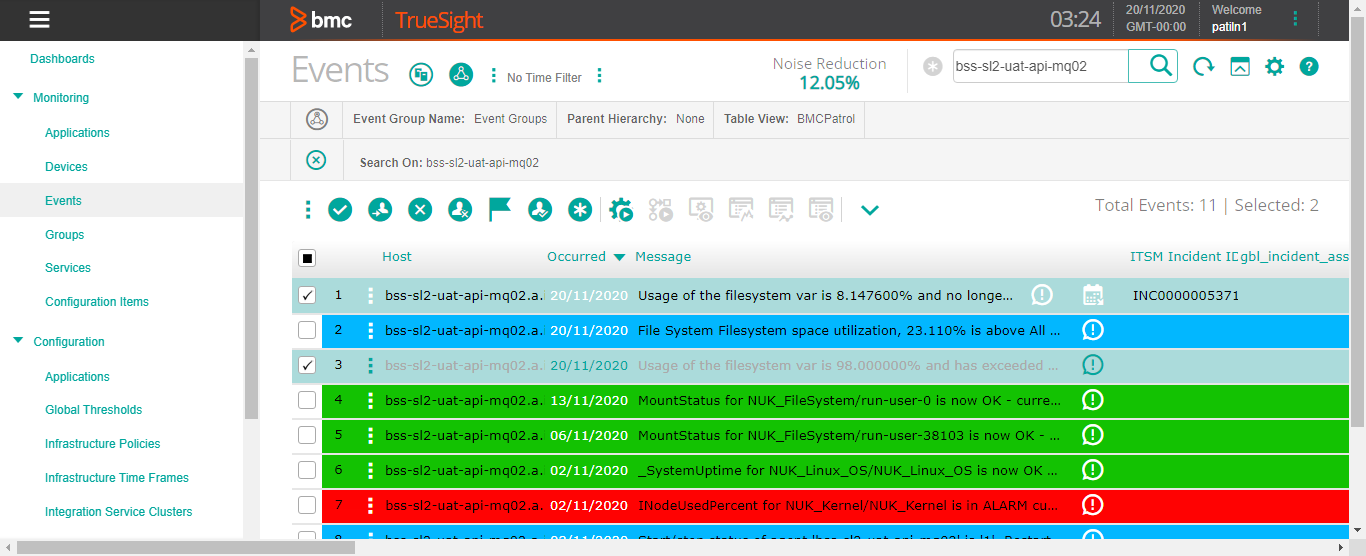 bmc TrueSight 03:24 20/11/2020 GMT-00:00 Welcome patiln1
Dashboards
Monitoring
Applications
Devices
Events
Groups
Services
Configuration Items
Configuration
Applications
Global Thresholds
Infrastructure Policies
Infrastructure Time Frames
Integration Service Clusters
Events No Time Filter Noise Reduction 12.05% bss-sl2-uat-api-mq02
Event Group Name: Event Groups Parent Hierarchy: None Table View: BMCPatrol
Search On: bss-sl2-uat-api-mq02
Total Events: 11 | Selected: 2
Host Occurred Message ITSM Incident ID gbl_incident_ass
1 bss-sl2-uat-api-mq02.a. 20/11/2020 Usage of the filesystem var is 8.147600% and no longe... INC0000005371
2 bss-sl2-uat-api-mq02.a. 20/11/2020 File System Filesystem space utilization, 23.110% is above All ...
3 bss-sl2-uat-api-mq02.a. 20/11/2020 Usage of the filesystem var is 98.000000% and has exceeded ...
4 bss-sl2-uat-api-mq02.a. 13/11/2020 MountStatus for NUK_FileSystem/run-user-0 is now OK - curre...
5 bss-sl2-uat-api-mq02.a. 06/11/2020 MountStatus for NUK_FileSystem/run-user-38103 is now OK - ...
6 bss-sl2-uat-api-mq02.a. 02/11/2020 _SystemUptime for NUK_Linux_OS/NUK_Linux_OS is now OK ...
7 bss-sl2-uat-api-mq02.a. 02/11/2020 INodeUsedPercent for NUK_Kernel/NUK_Kernel is in ALARM cu...